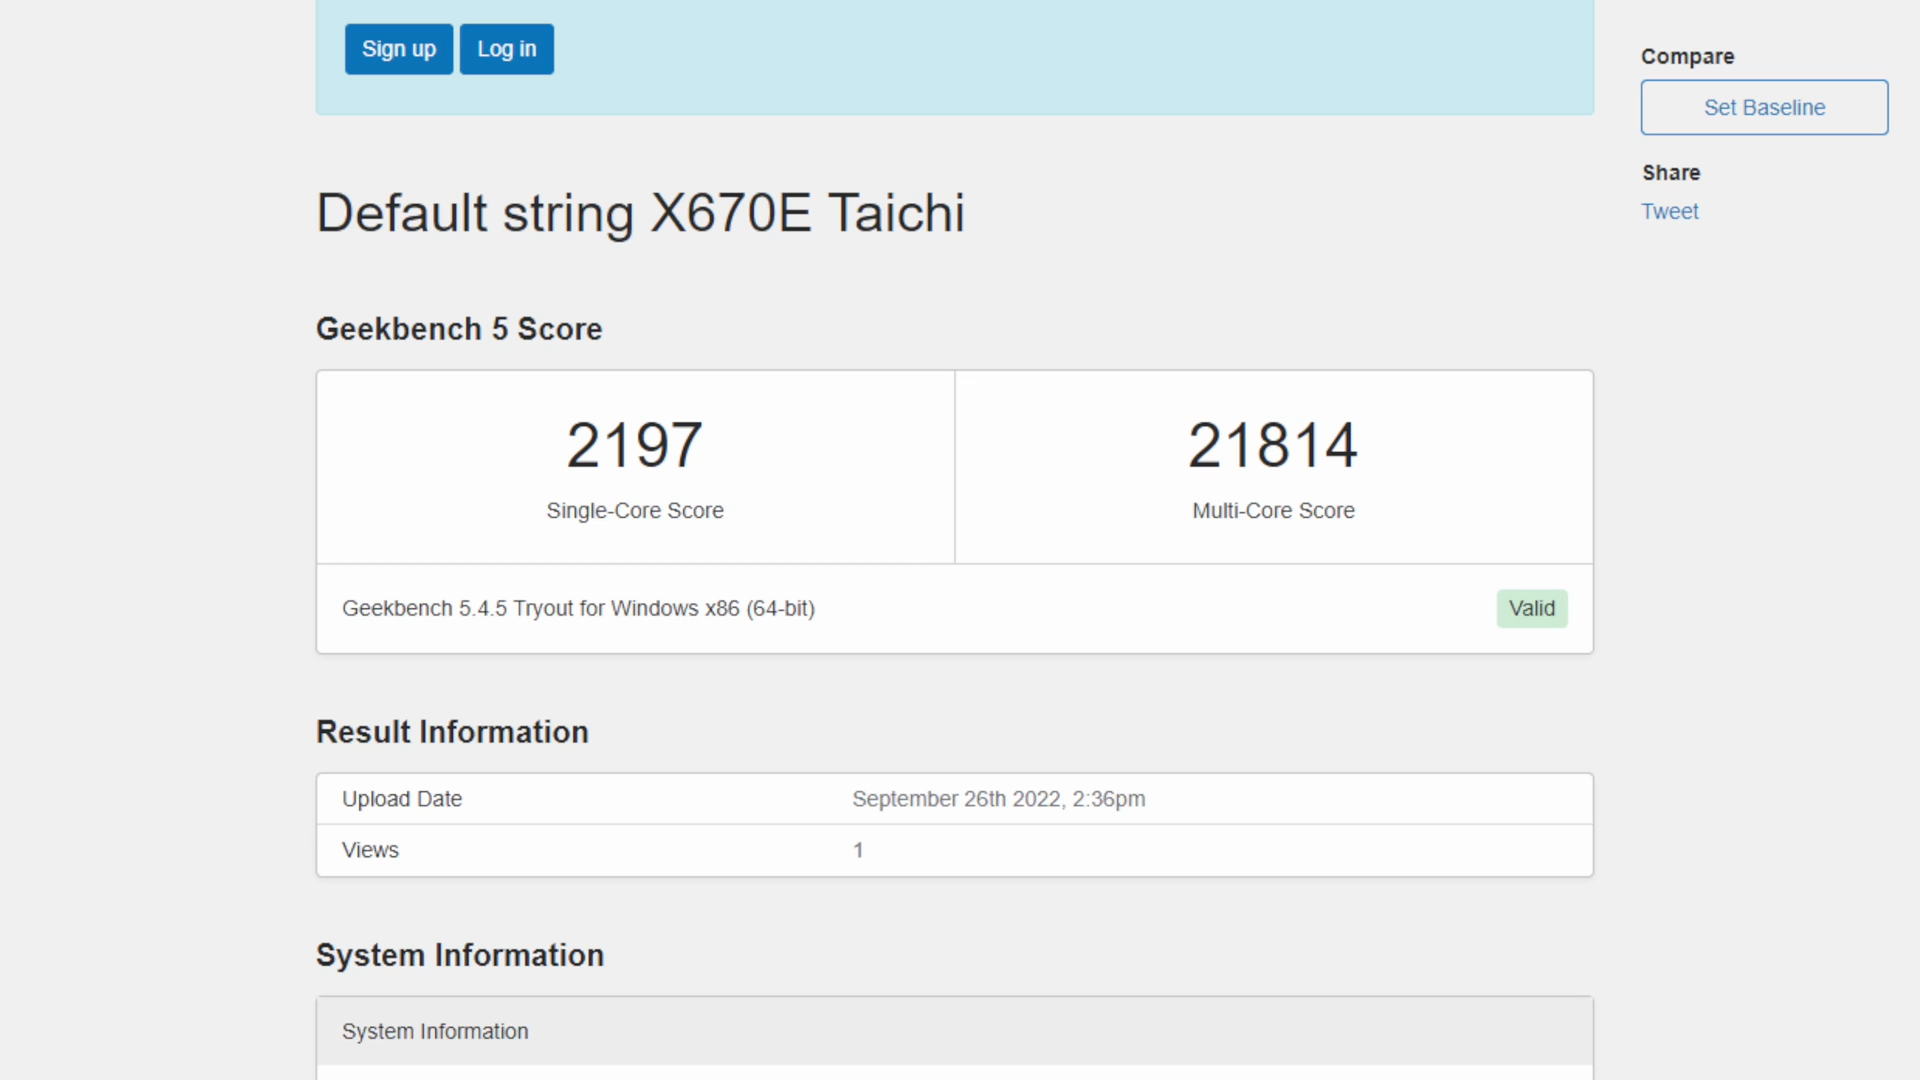 Sign up Log in
Compare
Set Baseline
Share
Tweet
Default string X670E Taichi
Geekbench 5 Score
2197 21814
Single-Core Score Multi-Core Score
Geekbench 5.4.5 Tryout for Windows x86 (64-bit) Valid
Result Information
Upload Date September 26th 2022, 2:36pm
Views 1
System Information
System Information